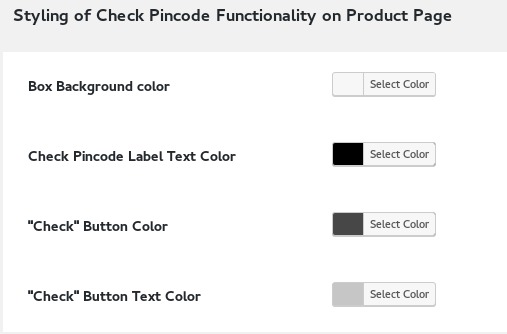 Styling of Check Pincode Functionality on Product Page
Box Background color
Select Color
Check Pincode Label Text Color
Select Color
"Check" Button Color
Select Color
"Check" Button Text Color
Select Color